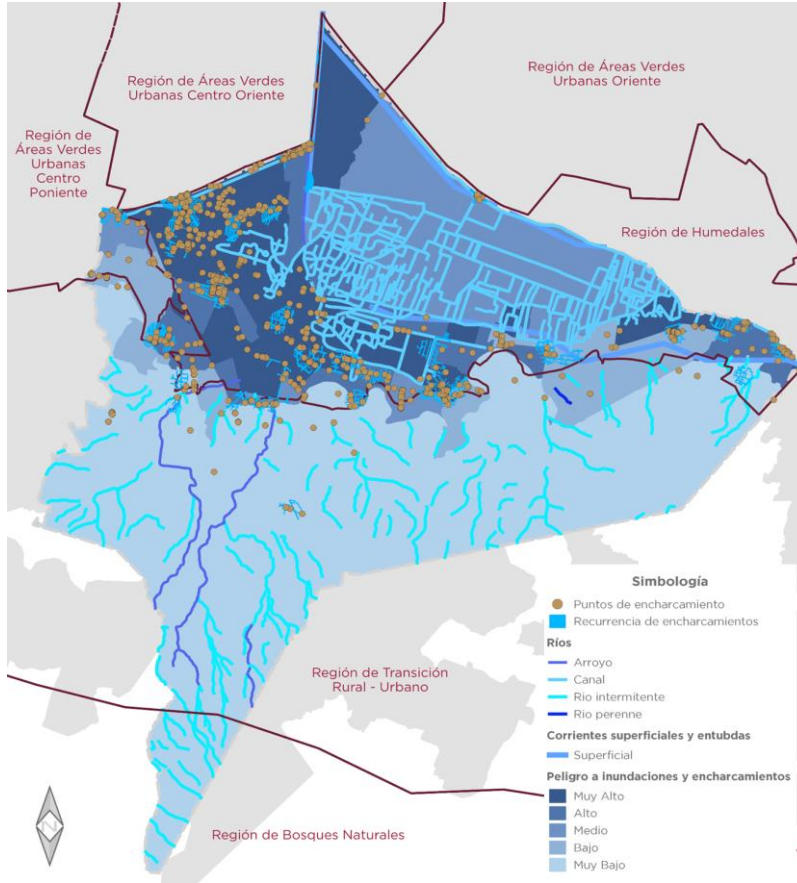 Región de Áreas Verdes
Urbanas Centro Oriente
Región de Áreas Verdes
Urbanas Oriente
Región de
Áreas Verdes
Urbanas
Centro
Poniente
Región de Humedales
Región de Transición
Rural - Urbano
Región de Bosques Naturales
N
Simbología
Puntos de encharcamiento
Recurrencia de encharcamientos
Ríos
Arroyo
Canal
Rio intermitente
Rio perenne
Corrientes superficiales y entubdas
Superficial
Peligro a inundaciones y encharcamientos
Muy Alto
Alto
Medio
Bajo
Muy Bajo